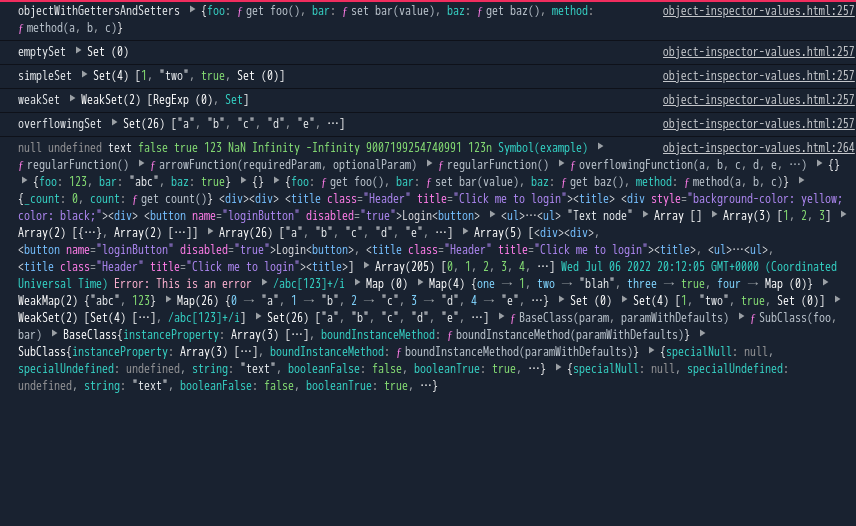 objectWithGettersAndSetters ▶ {foo: ƒ get foo(), bar: ƒ set bar(value), baz: ƒ get baz(), method: object-inspector-values.html:257
ƒ method(a, b, c)}
emptySet ▶ Set (0) object-inspector-values.html:257
simpleSet ▶ Set(4) [1, "two", true, Set (0)] object-inspector-values.html:257
weakSet ▶ WeakSet(2) [RegExp (0), Set] object-inspector-values.html:257
overflowingSet ▶ Set(26) ["a", "b", "c", "d", "e", …] object-inspector-values.html:257
null undefined text false true 123 NaN Infinity -Infinity 9007199254740991 123n Symbol(example) ▶ object-inspector-values.html:264
ƒ regularFunction() ▶ ƒ arrowFunction(requiredParam, optionalParam) ▶ ƒ regularFunction() ▶ ƒ overflowingFunction(a, b, c, d, e, …) ▶ {}
▶ {foo: 123, bar: "abc", baz: true} ▶ {} ▶ {foo: ƒ get foo(), bar: ƒ set bar(value), baz: ƒ get baz(), method: ƒ method(a, b, c)} ▶
{_count: 0, count: ƒ get count()} <div><div> <title class="Header" title="Click me to login"><title> <div style="background-color: yellow;
color: black;"><div> <button name="loginButton" disabled="true">Login<button> ▶ <ul>…<ul> "Text node" ▶ Array [] ▶ Array(3) [1, 2, 3] ▶
Array(2) [{…}, Array(2) […]] ▶ Array(26) ["a", "b", "c", "d", "e", …] ▶ Array(5) [<div><div>,
<button name="loginButton" disabled="true">Login<button>, <title class="Header" title="Click me to login"><title>, <ul>…<ul>,
<title class="Header" title="Click me to login"><title>] ▶ Array(205) [0, 1, 2, 3, 4, …] Wed Jul 06 2022 20:12:05 GMT+0000 (Coordinated
Universal Time) Error: This is an error ▶ /abc[123]+/i ▶ Map (0) ▶ Map(4) {one → 1, two → "blah", three → true, four → Map (0)} ▶
WeakMap(2) {"abc", 123} ▶ Map(26) {0 → "a", 1 → "b", 2 → "c", 3 → "d", 4 → "e", …} ▶ Set (0) ▶ Set(4) [1, "two", true, Set (0)] ▶
WeakSet(2) [Set(4) […], /abc[123]+/i] ▶ Set(26) ["a", "b", "c", "d", "e", …] ▶ ƒ BaseClass(param, paramWithDefaults) ▶ ƒ SubClass(foo,
bar) ▶ BaseClass{instanceProperty: Array(3) […], boundInstanceMethod: ƒ boundInstanceMethod(paramWithDefaults)} ▶
SubClass{instanceProperty: Array(3) […], boundInstanceMethod: ƒ boundInstanceMethod(paramWithDefaults)} ▶ {specialNull: null,
specialUndefined: undefined, string: "text", booleanFalse: false, booleanTrue: true, …} ▶ {specialNull: null, specialUndefined:
undefined, string: "text", booleanFalse: false, booleanTrue: true, …}